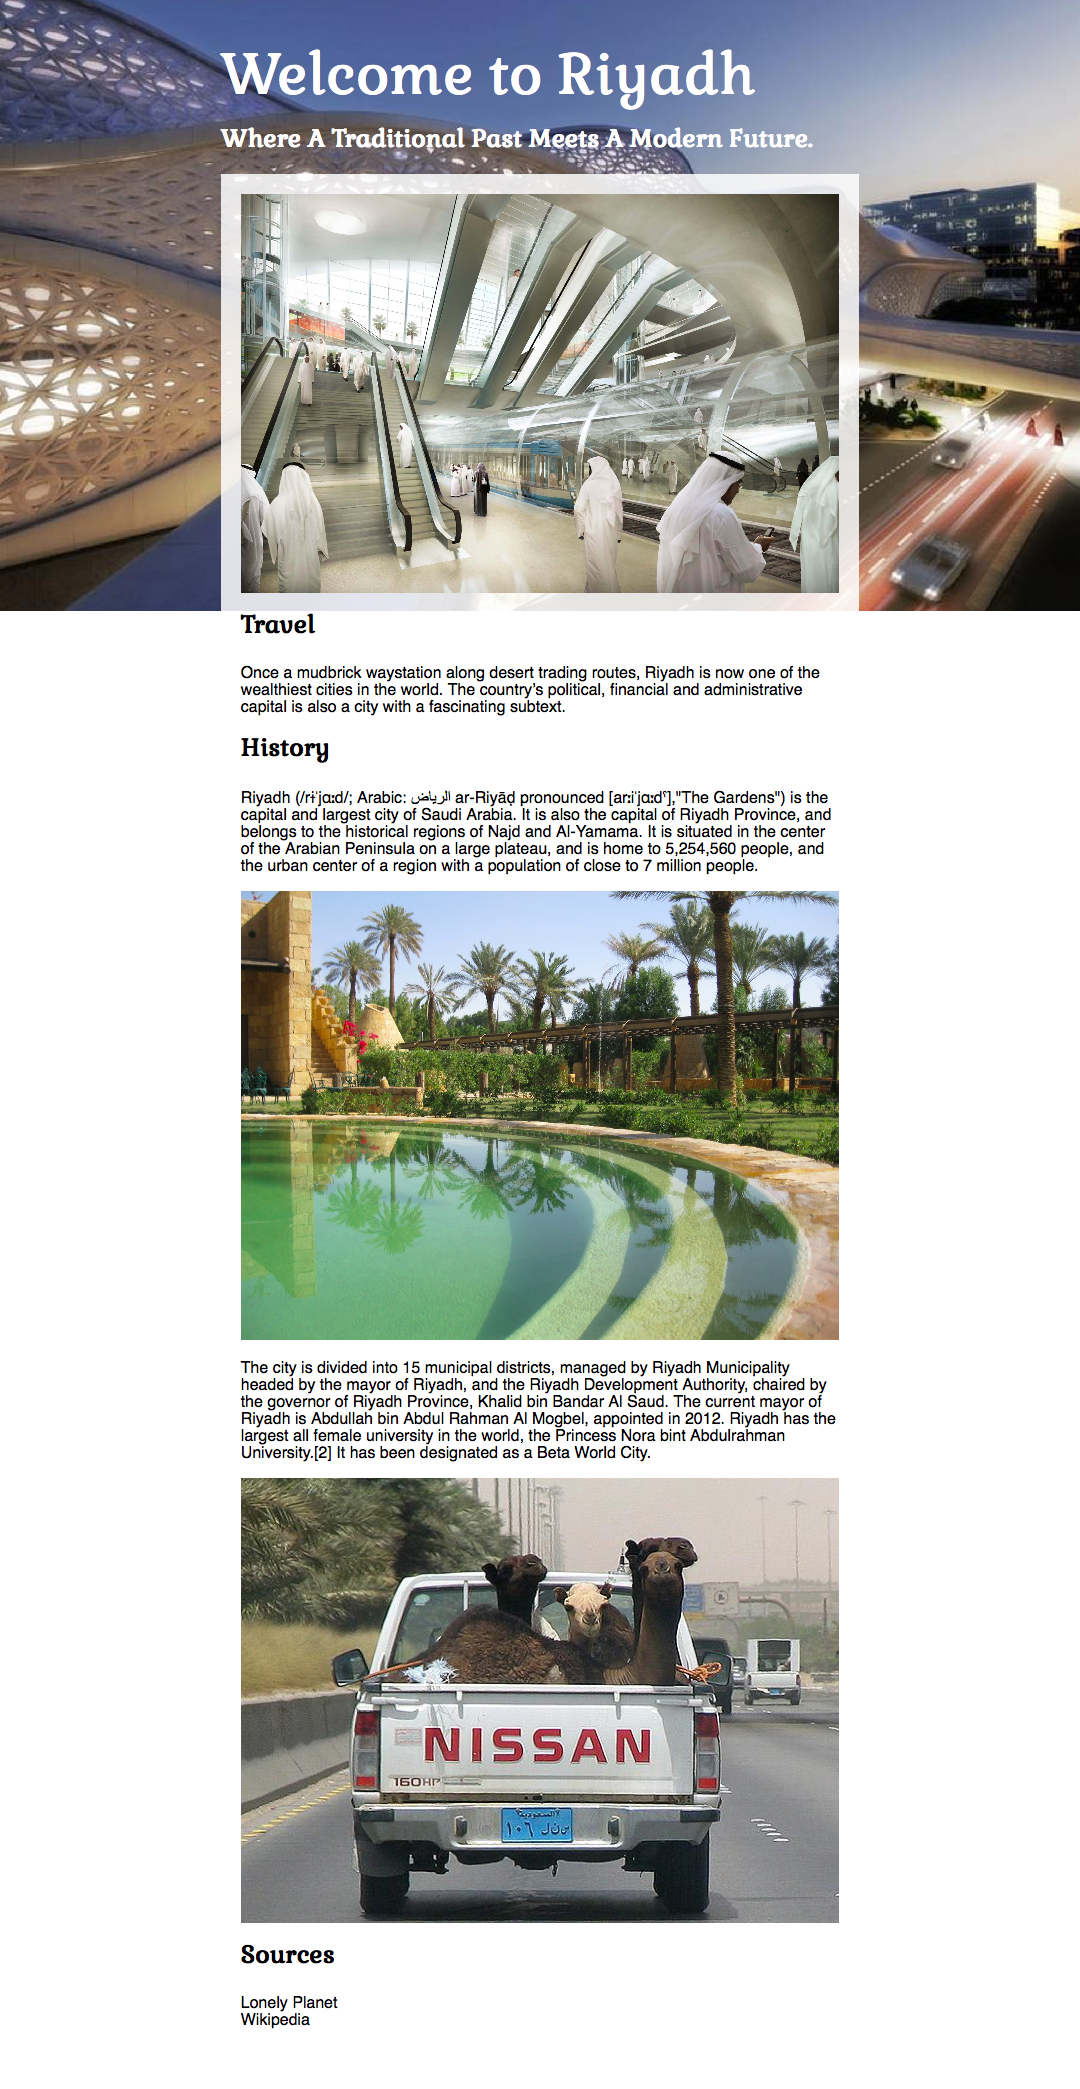 Welcome to Riyadh
Where A Traditional Past Meets A Modern Future.
Travel
Once a mudbrick waystation along desert trading routes, Riyadh is now one of the
wealthiest cities in the world. The country's political, financial and administrative
capital is also a city with a fascinating subtext.
History
Riyadh (/rɨˈjɑːd/; Arabic: الرياض ar-Riyāḍ pronounced [ariːˈjɑːdˤ],"The Gardens") is the
capital and largest city of Saudi Arabia. It is also the capital of Riyadh Province, and
belongs to the historical regions of Najd and Al-Yamama. It is situated in the center
of the Arabian Peninsula on a large plateau, and is home to 5,254,560 people, and
the urban center of a region with a population of close to 7 million people.
The city is divided into 15 municipal districts, managed by Riyadh Municipality
headed by the mayor of Riyadh, and the Riyadh Development Authority, chaired by
the governor of Riyadh Province, Khalid bin Bandar Al Saud. The current mayor of
Riyadh is Abdullah bin Abdul Rahman Al Mogbel, appointed in 2012. Riyadh has the
largest all female university in the world, the Princess Nora bint Abdulrahman
University.[2] It has been designated as a Beta World City.
NISSAN
160HP
السعودية
١٠٦
Sources
Lonely Planet
Wikipedia